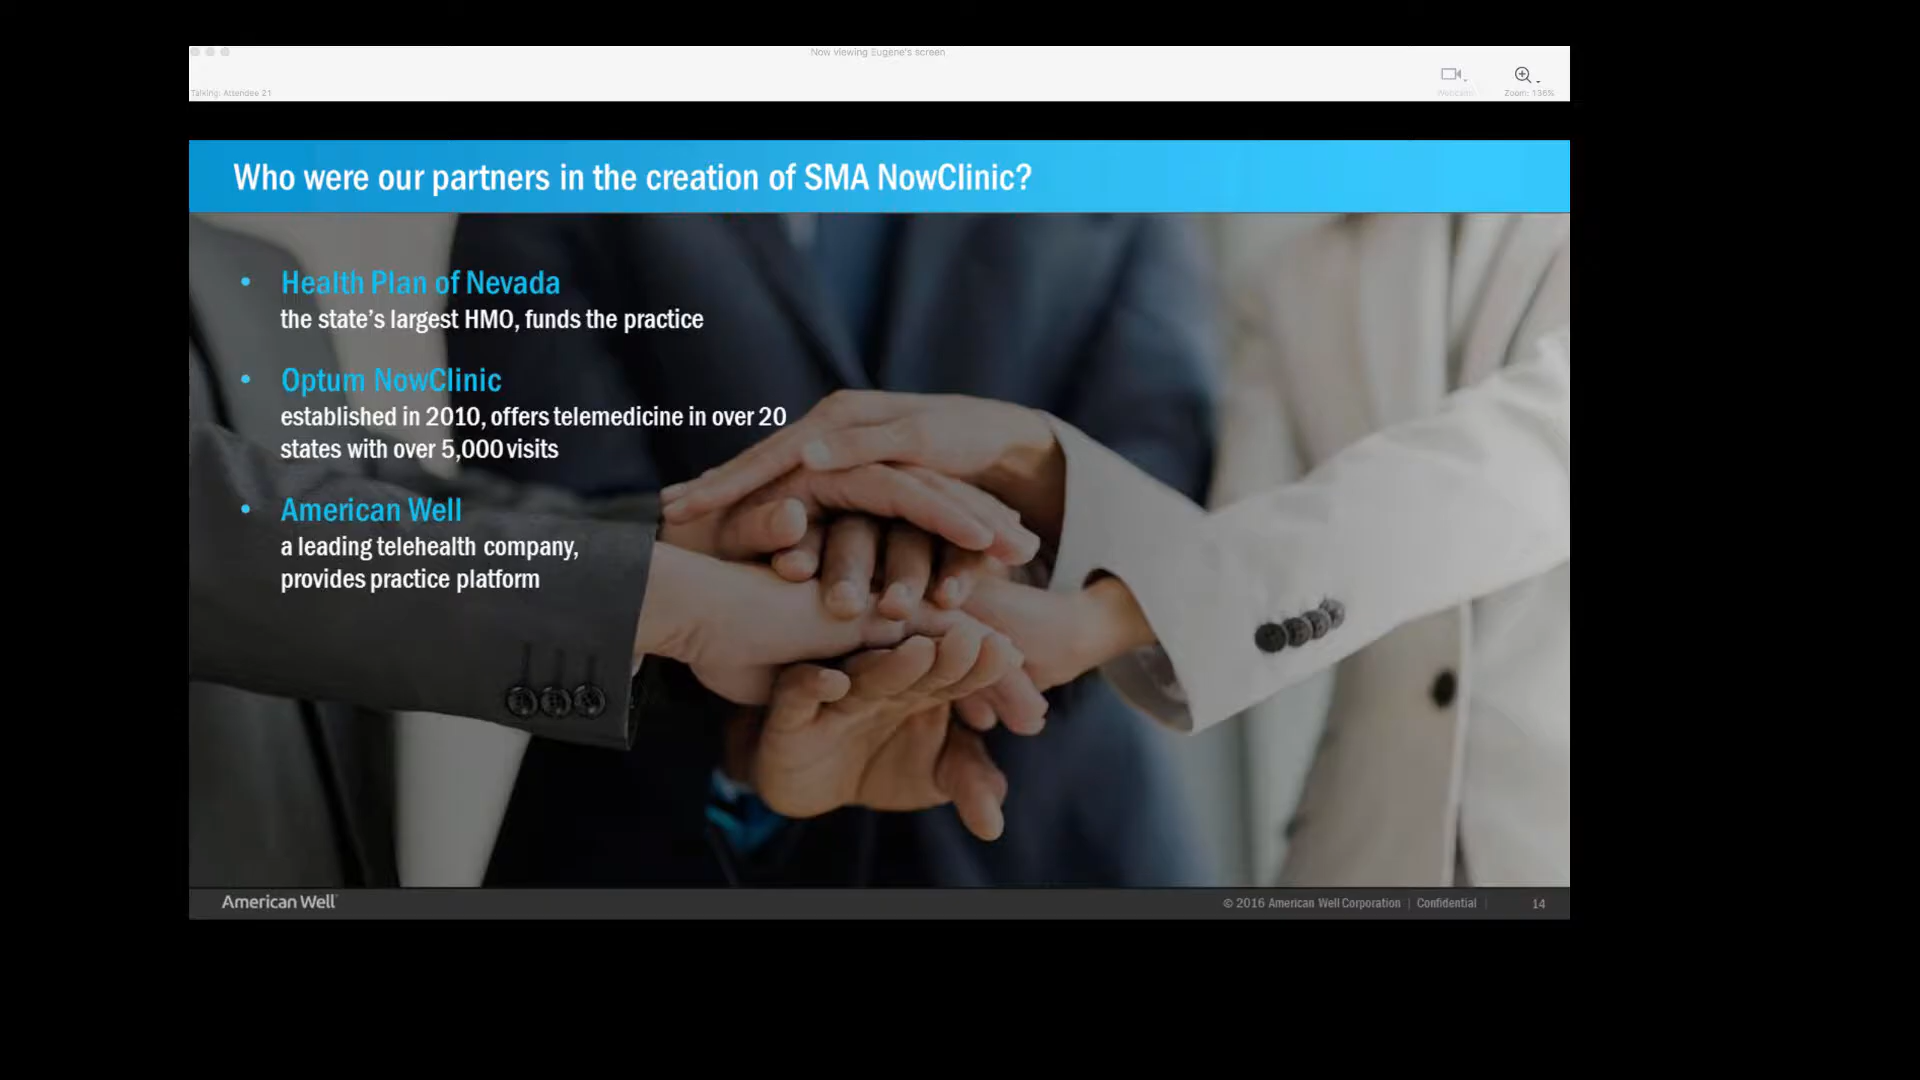 Now viewing Eugene's screen
Talking: Attendee 21
Webcam
Zoom: 136%
Who were our partners in the creation of SMA NowClinic?
• Health Plan of Nevada
the state's largest HMO, funds the practice
• Optum NowClinic
established in 2010, offers telemedicine in over 20
states with over 5,000 visits
• American Well
a leading telehealth company,
provides practice platform
American Well
© 2016 American Well Corporation | Confidential | 14